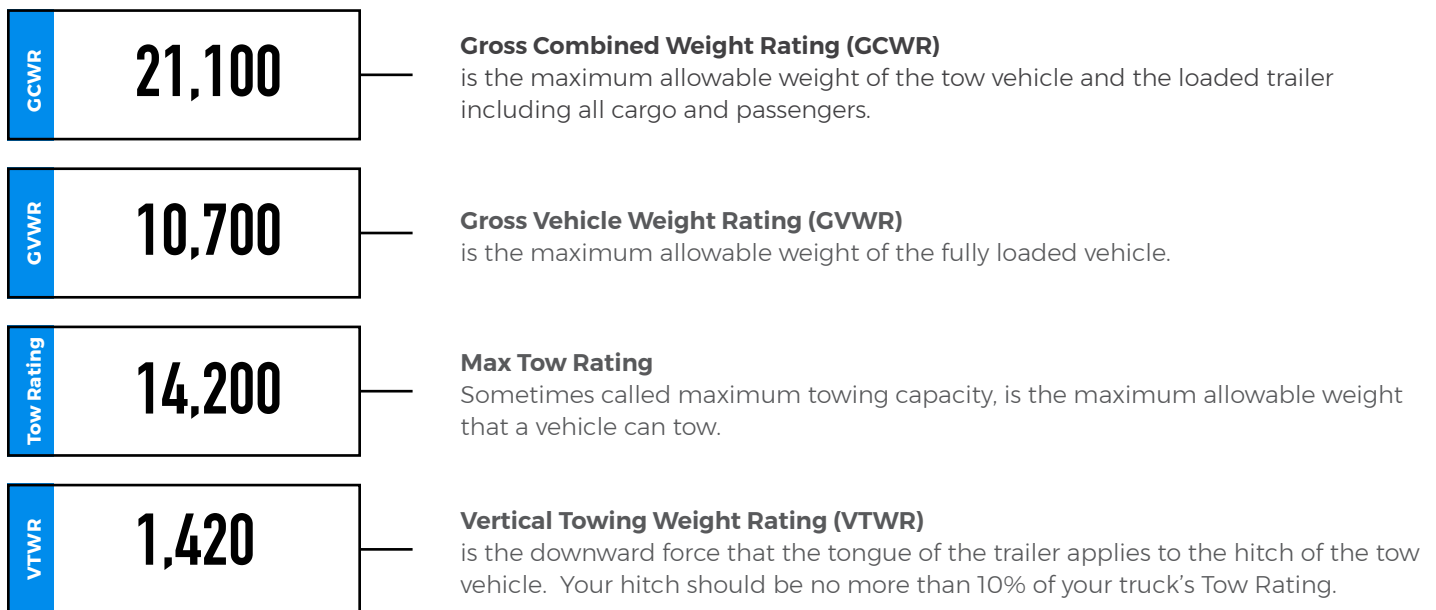 GCWR
21,100
Gross Combined Weight Rating (GCWR)
is the maximum allowable weight of the tow vehicle and the loaded trailer
including all cargo and passengers.
GVWR
10,700
Gross Vehicle Weight Rating (GVWR)
is the maximum allowable weight of the fully loaded vehicle.
Tow Rating
14,200
Max Tow Rating
Sometimes called maximum towing capacity, is the maximum allowable weight
that a vehicle can tow.
VTWR
1,420
Vertical Towing Weight Rating (VTWR)
is the downward force that the tongue of the trailer applies to the hitch of the tow
vehicle.  Your hitch should be no more than 10% of your truck's Tow Rating.